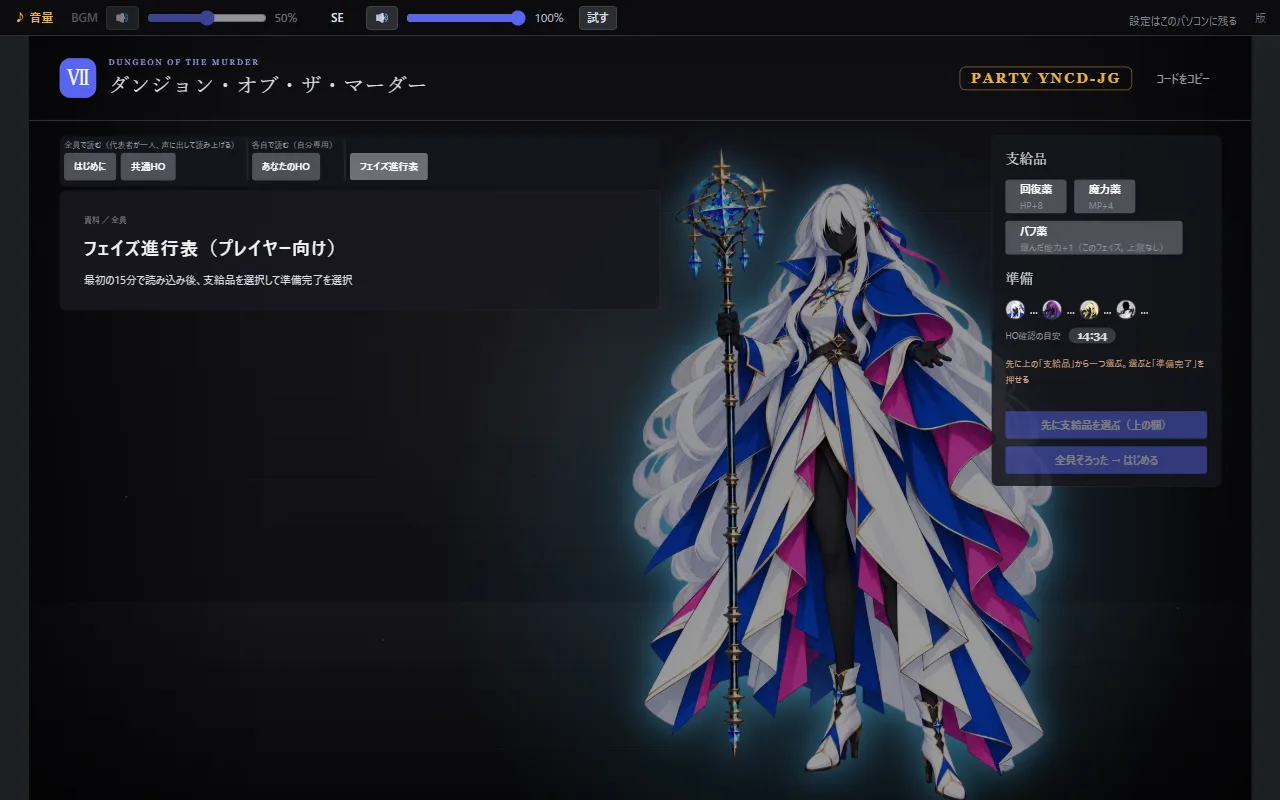 ♪ 音量 BGM 50% SE 100% 試す 設定はこのパソコンに残る 版
VII
DUNGEON OF THE MURDER
ダンジョン・オブ・ザ・マーダー
PARTY YNCD-JG コードをコピー
全員で読む（代表者が一人、声に出して読み上げる） 各自で読む（自分専用）
はじめに 共通HO あなたのHO フェイズ進行表
資料 ／ 全員
フェイズ進行表（プレイヤー向け）
最初の15分で読み込み後、支給品を選択して準備完了を選択
支給品
回復薬 魔力薬
HP+8 MP+4
バフ薬
選んだ能力+1（このフェイズ。上限なし）
準備
... ... ... ...
HO確認の目安 14:34
先に上の「支給品」から一つ選ぶ。選ぶと「準備完了」を
押せる
先に支給品を選ぶ（上の欄）
全員そろった → はじめる